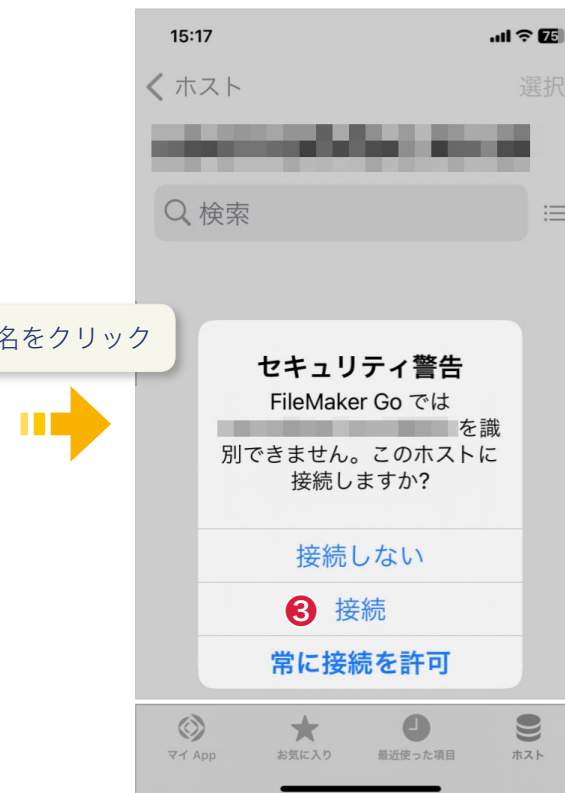 15:17
75
ホスト
選択
検索
名をクリック
セキュリティ警告
FileMaker Go では
を識
別できません。このホストに
接続しますか?
接続しない
3 接続
常に接続を許可
マイ App
お気に入り
最近使った項目
ホスト